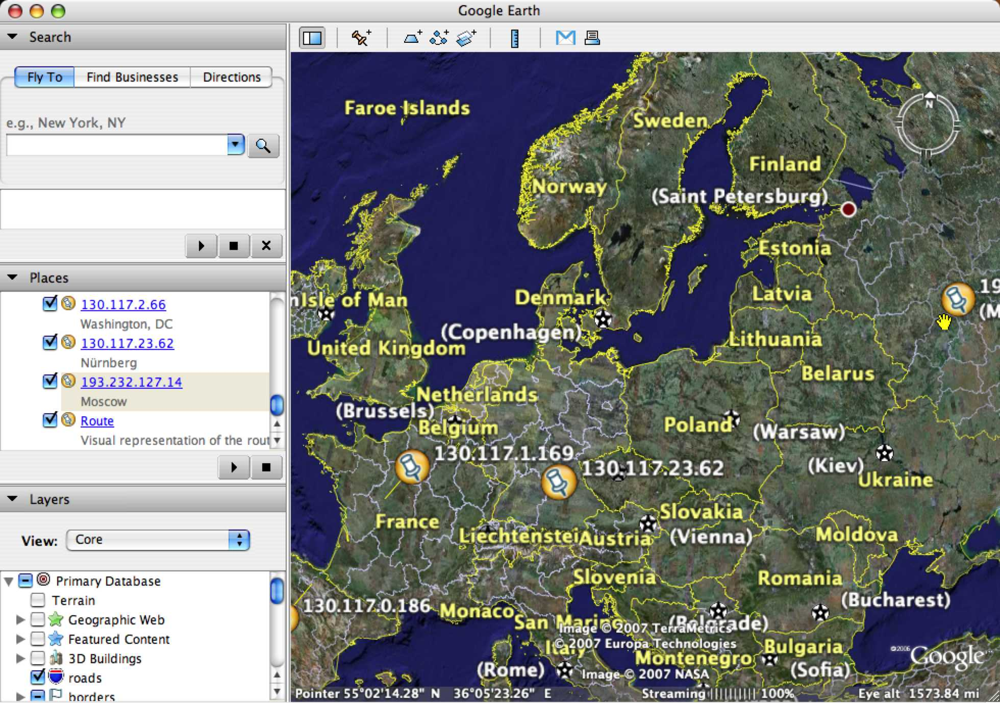 Google Earth
Search
Fly To
Find Businesses
Directions
e.g., New York, NY
Places
130.117.2.66
Washington, DC
130.117.23.62
Nürnberg
193.232.127.14
Moscow
Route
Visual representation of the rout
Layers
View: Core
Primary Database
Terrain
Geographic Web
Featured Content
3D Buildings
roads
borders
Faroe Islands
Sweden
N
Finland
Norway
(Saint Petersburg)
Estonia
19
(M
Latvia
Denmark
nIsle of Man
(Copenhagen)
Lithuania
United Kingdom
Belarus
Netherlands
(Brussels)
Belgium
Poland
(Warsaw)
130.117.1.169
130.117.23.62
(Kiev)
Ukraine
Slovakia
France
Liechtenstei
Austria
(Vienna)
Moldova
Slovenia
Romania
(Bucharest)
130.117.0.186
Monaco
San Marino
(Belgrade)
Image © 2007 TerraMetrics
© 2007 Europa Technologies
Italy
Montenegro
Bulgaria
©2006 Google™
(Rome)
Image © 2007 NASA
(Sofia)
Pointer 55°02'14.28" N 36°05'23.26" E
Streaming |||||||||| 100%
Eye alt 1573.84 mi